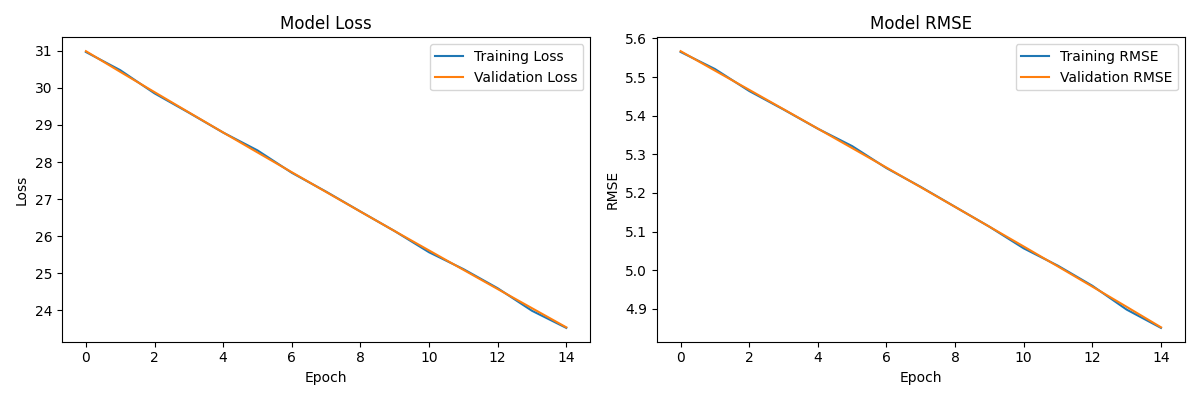 Model Loss
31
30
29
28
27
26
25
24
Loss
Training Loss
Validation Loss
0 2 4 6 8 10 12 14
Epoch
Model RMSE
5.6
5.5
5.4
5.3
5.2
5.1
5.0
4.9
RMSE
Training RMSE
Validation RMSE
0 2 4 6 8 10 12 14
Epoch